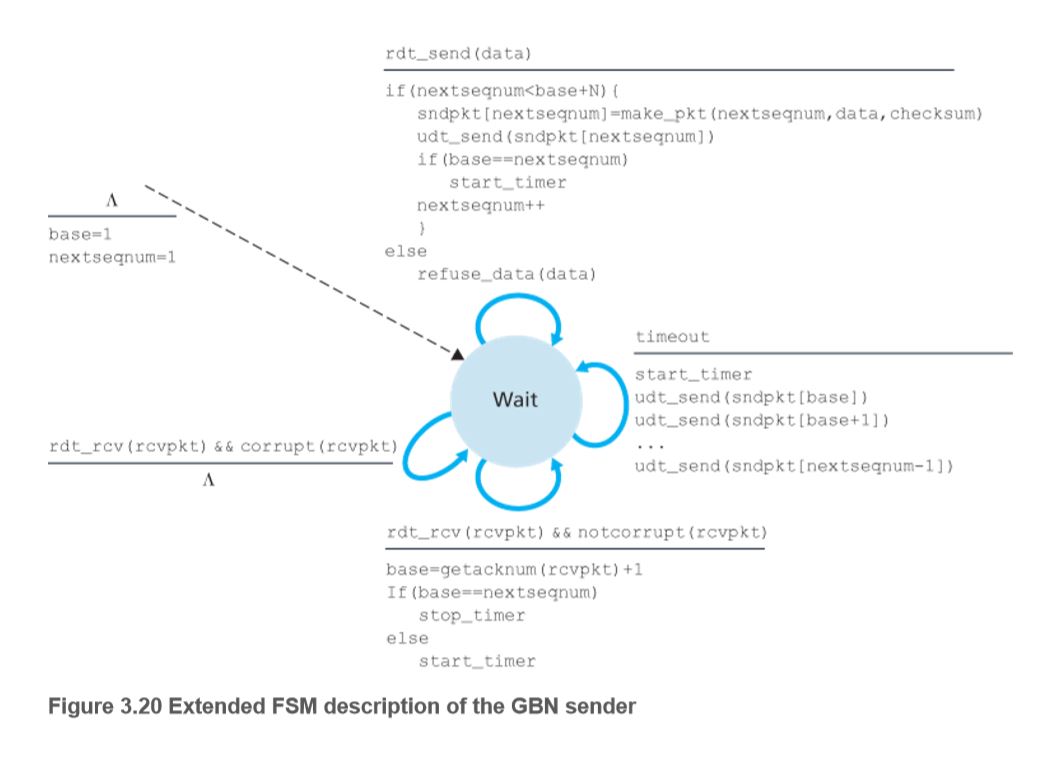 rdt_send(data)
if(nextseqnum<base+N){
sndpkt[nextseqnum]=make_pkt(nextseqnum,data,checksum)
udt_send(sndpkt[nextseqnum])
if(base==nextseqnum)
start_timer
nextseqnum++
}
else
refuse_data(data)
Λ
base=1
nextseqnum=1
Wait
timeout
start_timer
udt_send(sndpkt[base])
udt_send(sndpkt[base+1])
...
udt_send(sndpkt[nextseqnum-1])
rdt_rcv(rcvpkt) && corrupt(rcvpkt)
Λ
rdt_rcv(rcvpkt) && notcorrupt(rcvpkt)
base=getacknum(rcvpkt)+1
If(base==nextseqnum)
stop_timer
else
start_timer
Figure 3.20 Extended FSM description of the GBN sender